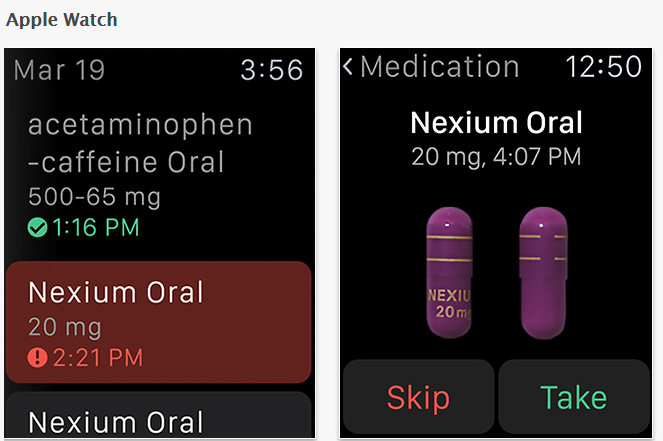 Apple Watch
Mar 19 3:56
acetaminophen
-caffeine Oral
500-65 mg
1:16 PM
Nexium Oral
20 mg
2:21 PM
Nexium Oral
< Medication 12:50
Nexium Oral
20 mg, 4:07 PM
NEXIU
20m
Skip Take